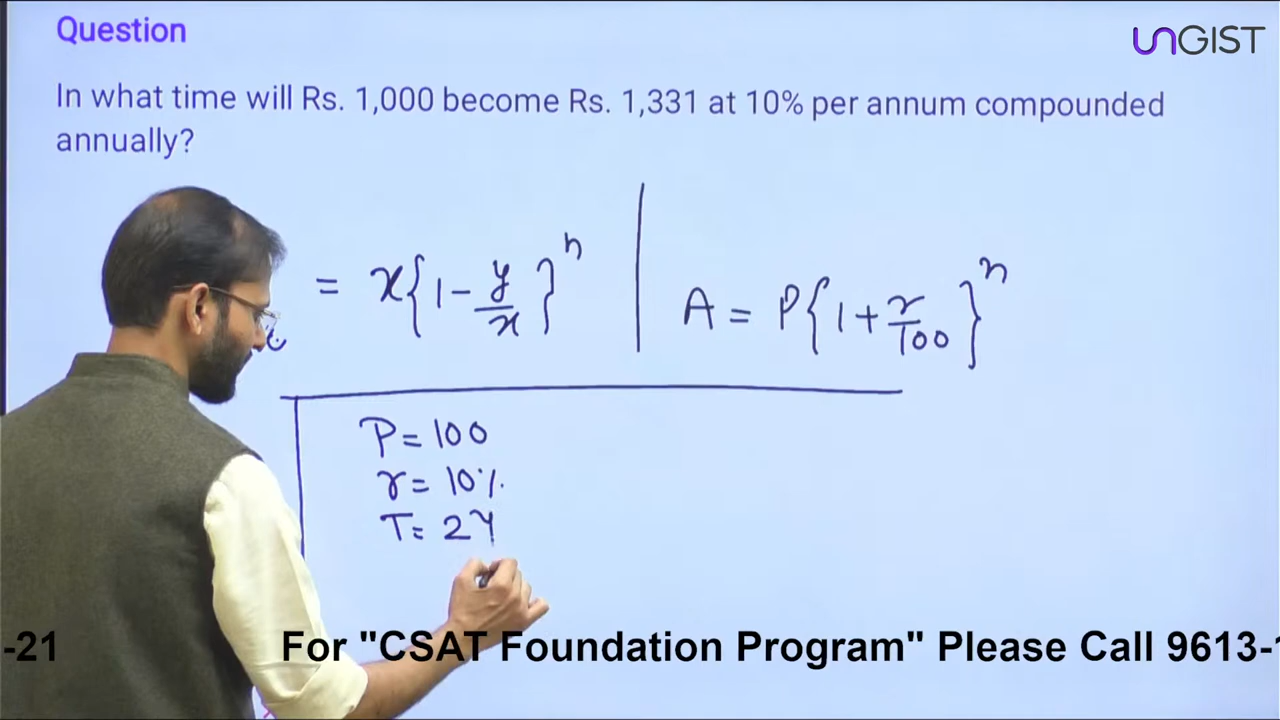 Question
UNGIST
In what time will Rs. 1,000 become Rs. 1,331 at 10% per annum compounded
annually?
= x{1 - y/x}^n
A = P{1 + r/100}^n
P = 100
r = 10%.
T = 2Y
-21 For "CSAT Foundation Program" Please Call 9613-